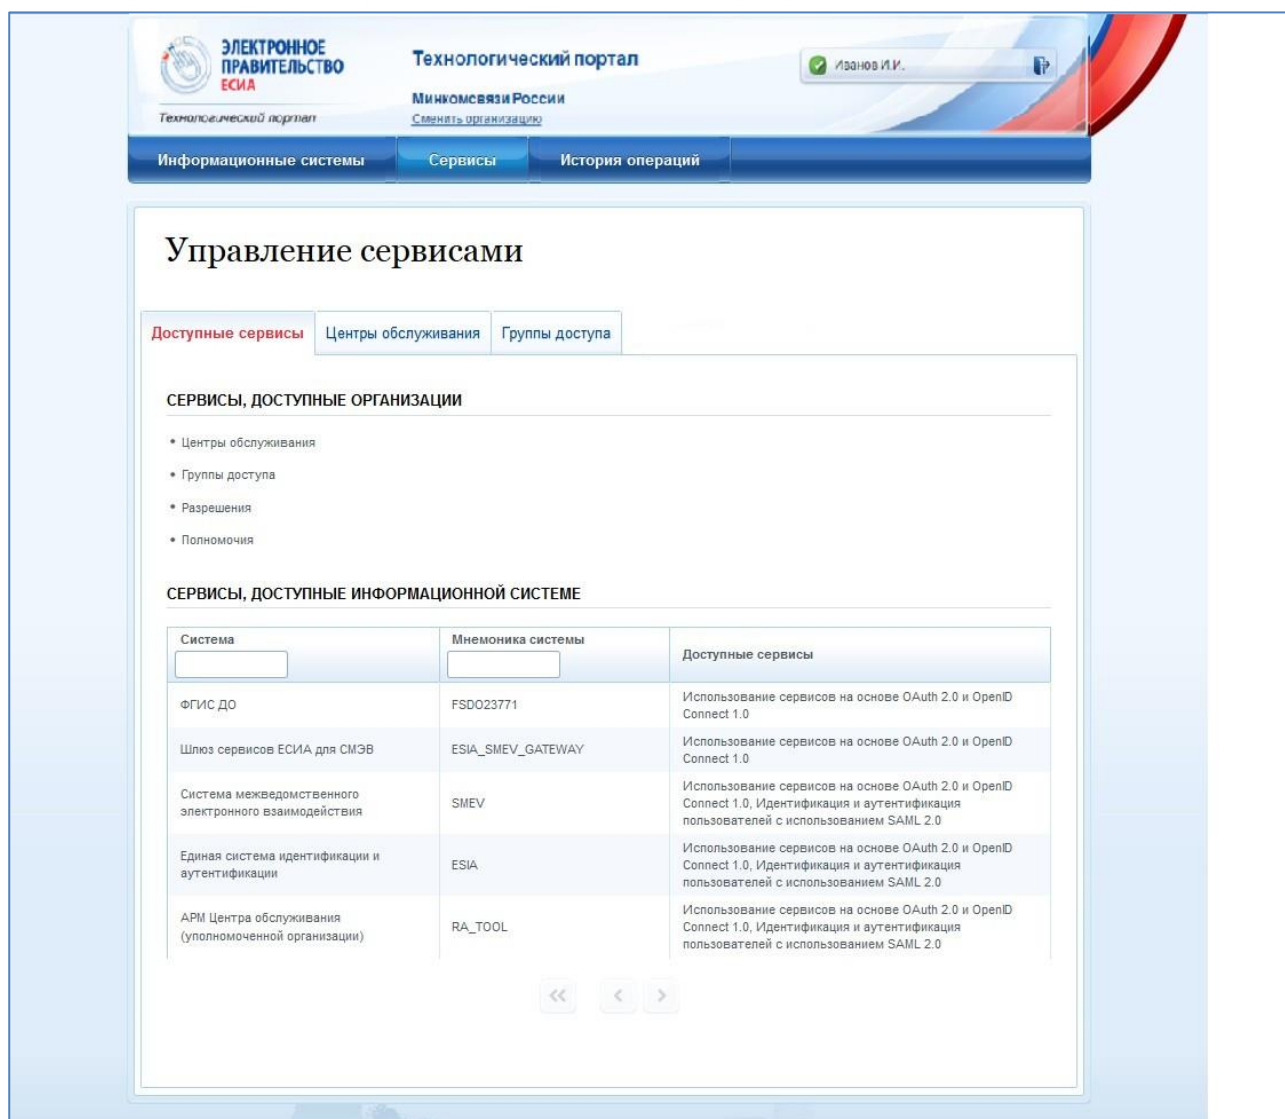 ЭЛЕКТРОННОЕ
ПРАВИТЕЛЬСТВО
ЕСИА
Технологический портал
Технологический портал
Минкомсвязи России
Сменить организацию
Иванов И.И.
Информационные системы
Сервисы
История операций
Управление сервисами
Доступные сервисы
Центры обслуживания
Группы доступа
СЕРВИСЫ, ДОСТУПНЫЕ ОРГАНИЗАЦИИ
• Центры обслуживания
• Группы доступа
• Разрешения
• Полномочия
СЕРВИСЫ, ДОСТУПНЫЕ ИНФОРМАЦИОННОЙ СИСТЕМЕ
Система
Мнемоника системы
Доступные сервисы
ФГИС ДО
FSDO23771
Использование сервисов на основе OAuth 2.0 и OpenID
Connect 1.0
Шлюз сервисов ЕСИА для СМЭВ
ESIA_SMEV_GATEWAY
Использование сервисов на основе OAuth 2.0 и OpenID
Connect 1.0
Система межведомственного
электронного взаимодействия
SMEV
Использование сервисов на основе OAuth 2.0 и OpenID
Connect 1.0, Идентификация и аутентификация
пользователей с использованием SAML 2.0
Единая система идентификации и
аутентификации
ESIA
Использование сервисов на основе OAuth 2.0 и OpenID
Connect 1.0, Идентификация и аутентификация
пользователей с использованием SAML 2.0
АРМ Центра обслуживания
(уполномоченной организации)
RA_TOOL
Использование сервисов на основе OAuth 2.0 и OpenID
Connect 1.0, Идентификация и аутентификация
пользователей с использованием SAML 2.0